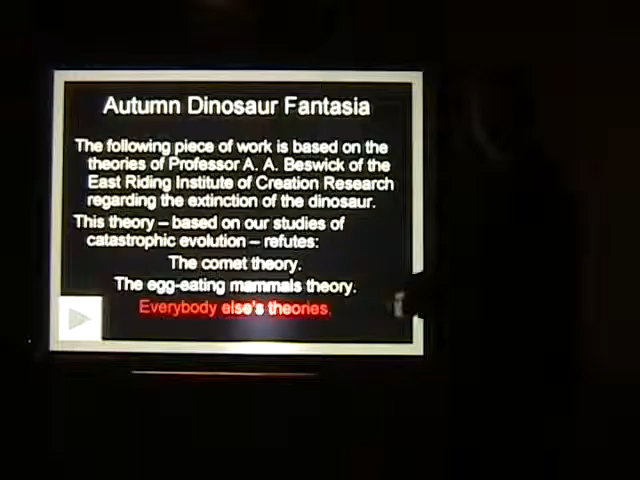 Autumn Dinosaur Fantasia
The following piece of work is based on the
theories of Professor A. A. Beswick of the
East Riding Institute of Creation Research
regarding the extinction of the dinosaur.
This theory – based on our studies of
catastrophic evolution – refutes:
The comet theory.
The egg-eating mammals theory.
Everybody else's theories.